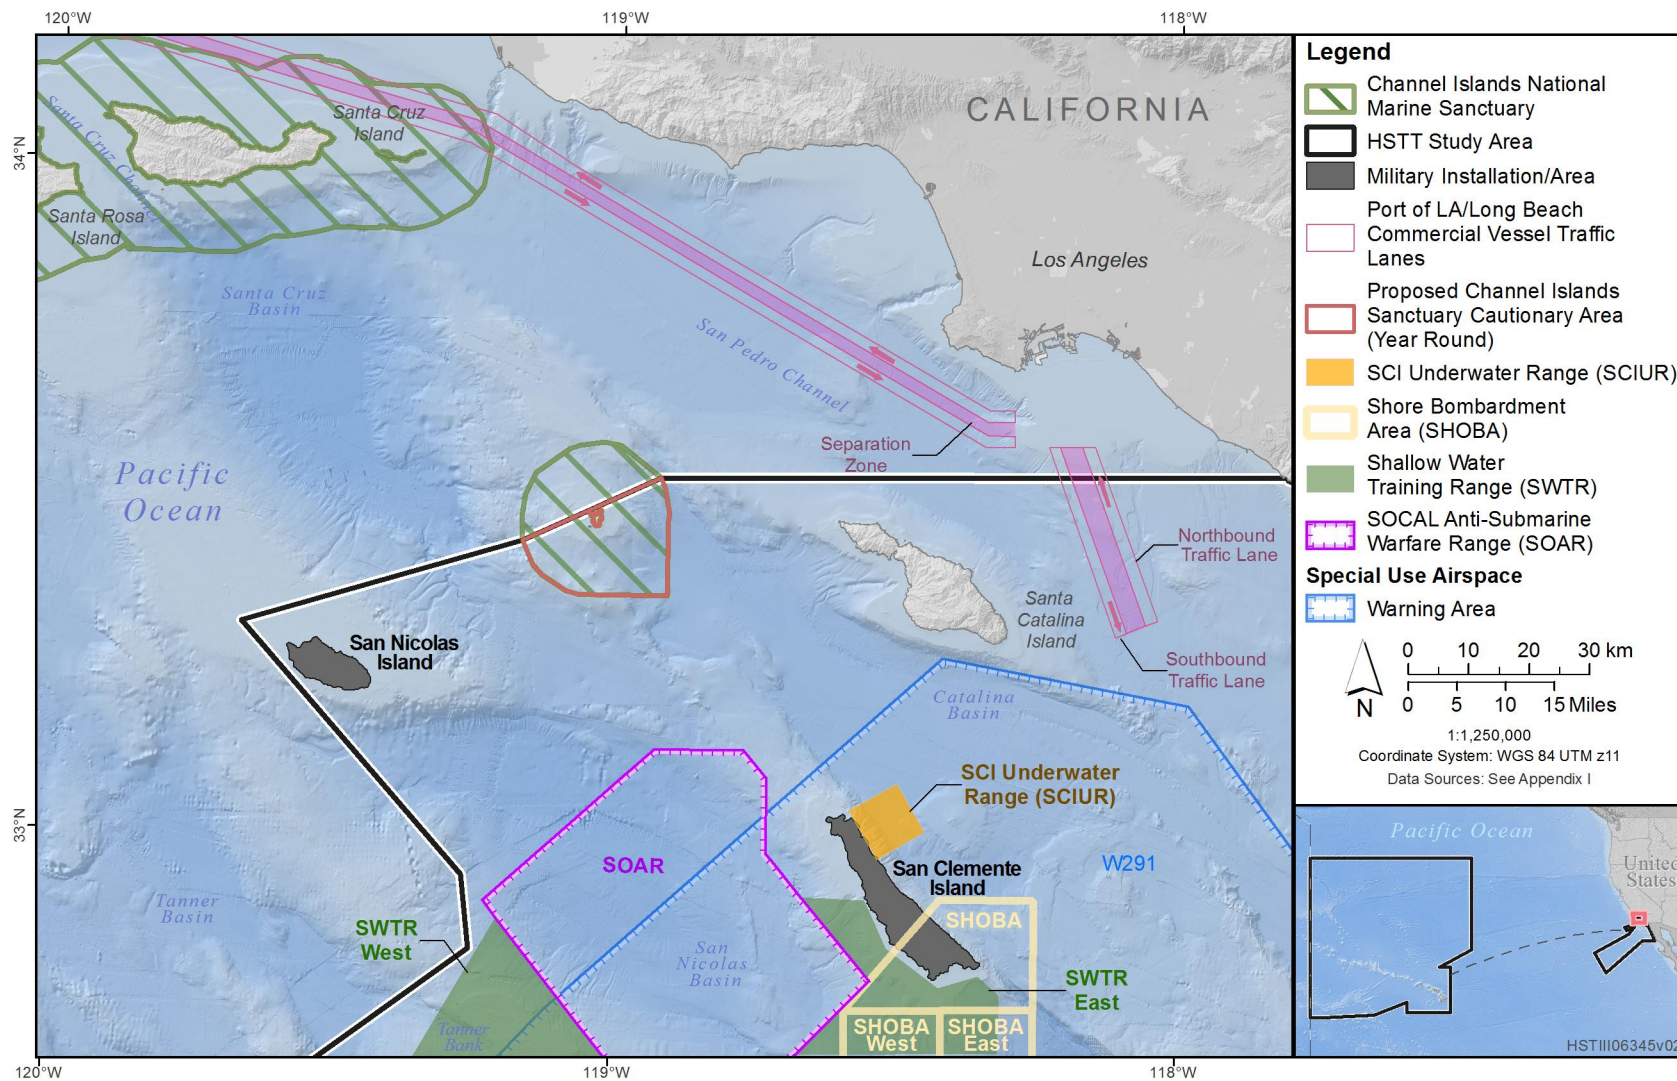 120°W
119°W
118°W
34°N
33°N
CALIFORNIA
Santa Cruz
Island
Santa Cruz Channel
Santa Rosa
Island
Los Angeles
Santa Cruz
Basin
San Pedro Channel
Separation
Zone
Pacific
Ocean
Northbound
Traffic Lane
Santa
Catalina
Island
San Nicolas
Island
Southbound
Traffic Lane
Catalina
Basin
SCI Underwater
Range (SCIUR)
SOAR
San Clemente
Island
W291
Tanner
Basin
SWTR
West
SHOBA
San
Nicolas
Basin
SWTR
East
Tanner
Bank
SHOBA
West
SHOBA
East
120°W
119°W
118°W
Legend
Channel Islands National
Marine Sanctuary
HSTT Study Area
Military Installation/Area
Port of LA/Long Beach
Commercial Vessel Traffic
Lanes
Proposed Channel Islands
Sanctuary Cautionary Area
(Year Round)
SCI Underwater Range (SCIUR)
Shore Bombardment
Area (SHOBA)
Shallow Water
Training Range (SWTR)
SOCAL Anti-Submarine
Warfare Range (SOAR)
Special Use Airspace
Warning Area
N
0 10 20 30 km
0 5 10 15 Miles
1:1,250,000
Coordinate System: WGS 84 UTM z11
Data Sources: See Appendix I
Pacific Ocean
United
States
HSTIII06345v02